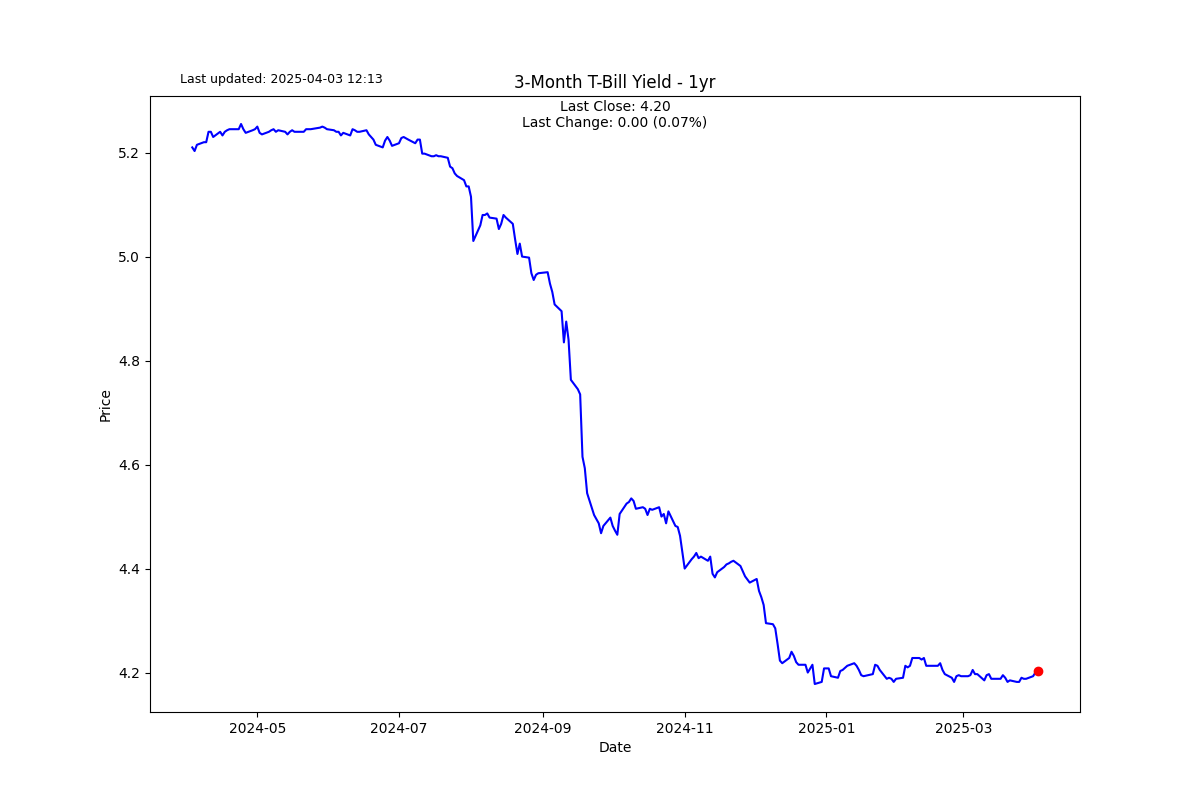 Last updated: 2025-04-03 12:13
3-Month T-Bill Yield - 1yr
Last Close: 4.20
Last Change: 0.00 (0.07%)
5.2
5.0
4.8
4.6
4.4
4.2
Price
2024-05
2024-07
2024-09
2024-11
2025-01
2025-03
Date